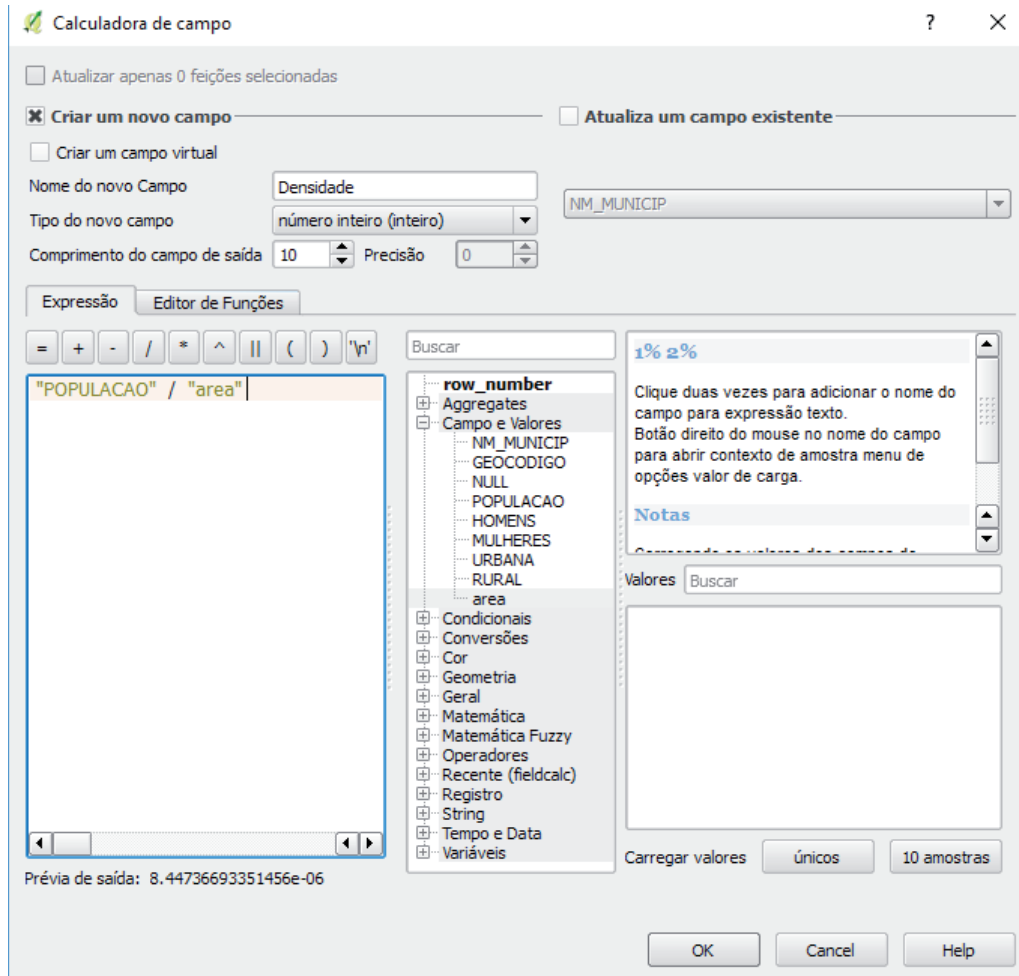 Calculadora de campo
?
Atualizar apenas 0 feições selecionadas
Criar um novo campo
Atualiza um campo existente
Criar um campo virtual
Nome do novo Campo
Densidade
NM_MUNICIP
Tipo do novo campo
número inteiro (inteiro)
Comprimento do campo de saída
10
Precisão
0
Expressão
Editor de Funções
= + - / * ^ || ( ) '\n'
"POPULACAO" / "area"
Buscar
row_number
Aggregates
Campo e Valores
NM_MUNICIP
GEOCODIGO
NULL
POPULACAO
HOMENS
MULHERES
URBANA
RURAL
area
Condicionais
Conversões
Cor
Geometria
Geral
Matemática
Matemática Fuzzy
Operadores
Recente (fieldcalc)
Registro
String
Tempo e Data
Variáveis
1% 2%
Clique duas vezes para adicionar o nome do
campo para expressão texto.
Botão direito do mouse no nome do campo
para abrir contexto de amostra menu de
opções valor de carga.
Notas
Valores
Buscar
Carregar valores
únicos
10 amostras
Prévia de saída: 8.44736693351456e-06
OK
Cancel
Help